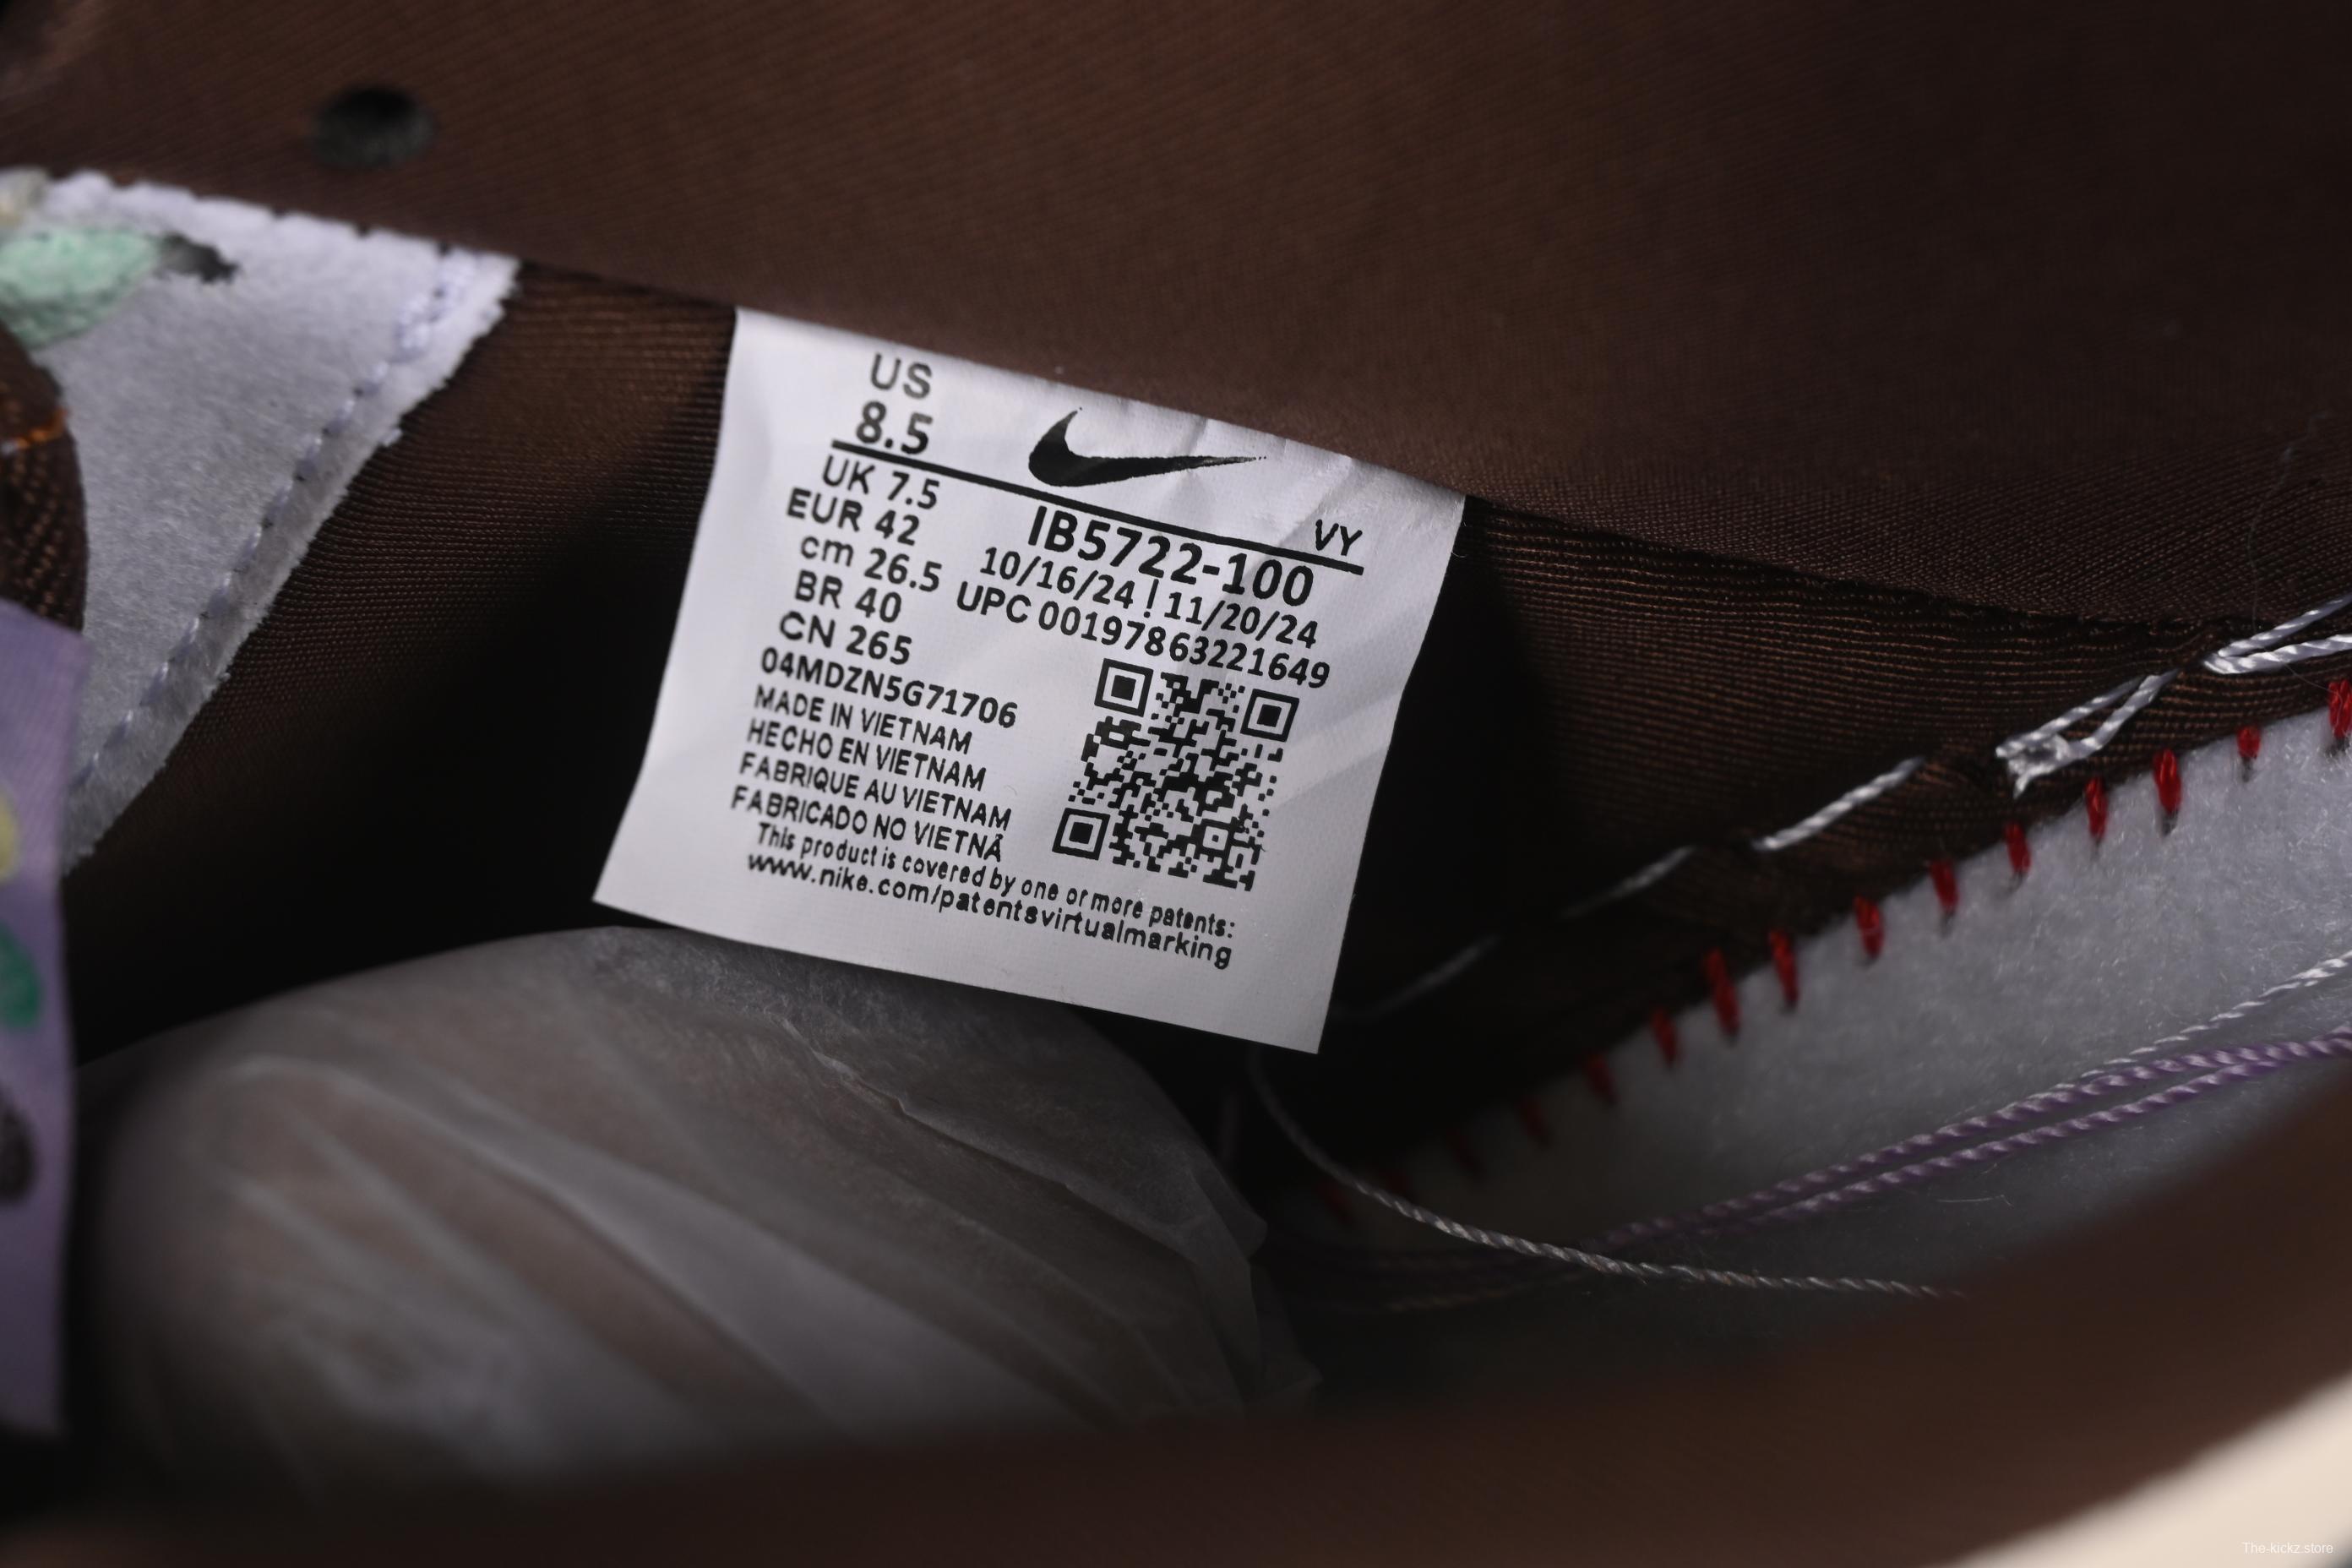 US
8.5
VY
UK 7.5
EUR 42
cm 26.5
BR 40
CN 265
IB5722-100
10/16/24 | 11/20/24
UPC 00197863221649
04MDZN5G71706
MADE IN VIETNAM
HECHO EN VIETNAM
FABRIQUE AU VIETNAM
FABRICADO NO VIETNÃ
This product is covered by one or more patents:
www.nike.com/patentsvirtualmarking
The-kickz.store